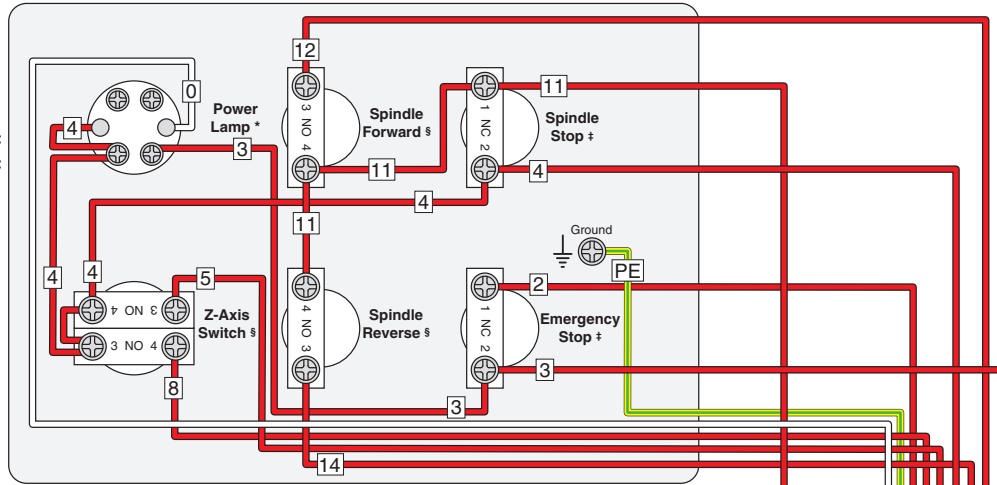 12
0
Power
Lamp *
4
3
3 NO 4
Spindle
Forward §
11
1 NC 2
Spindle
Stop ‡
11
4
4
11
Ground
PE
4
4
5
4 NO 3
3 NO 4
Z-Axis
Switch §
8
4 NO 3
Spindle
Reverse §
1 NC 2
Emergency
Stop ‡
2
3
3
14